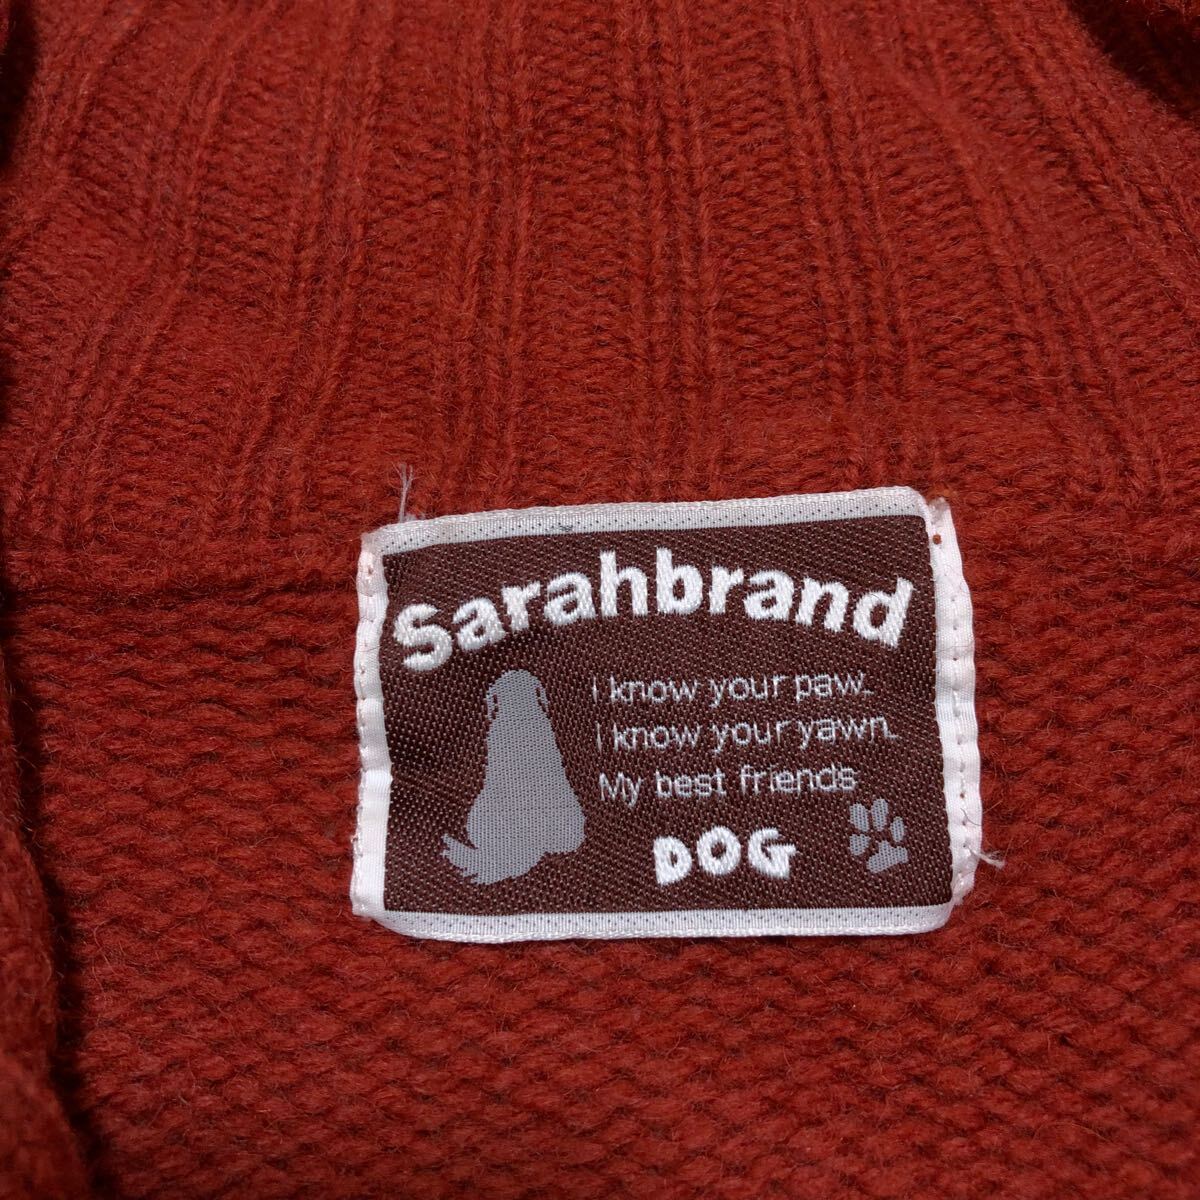 Sarahbrand
I know your paw.
I know your yawn.
My best friends
DOG